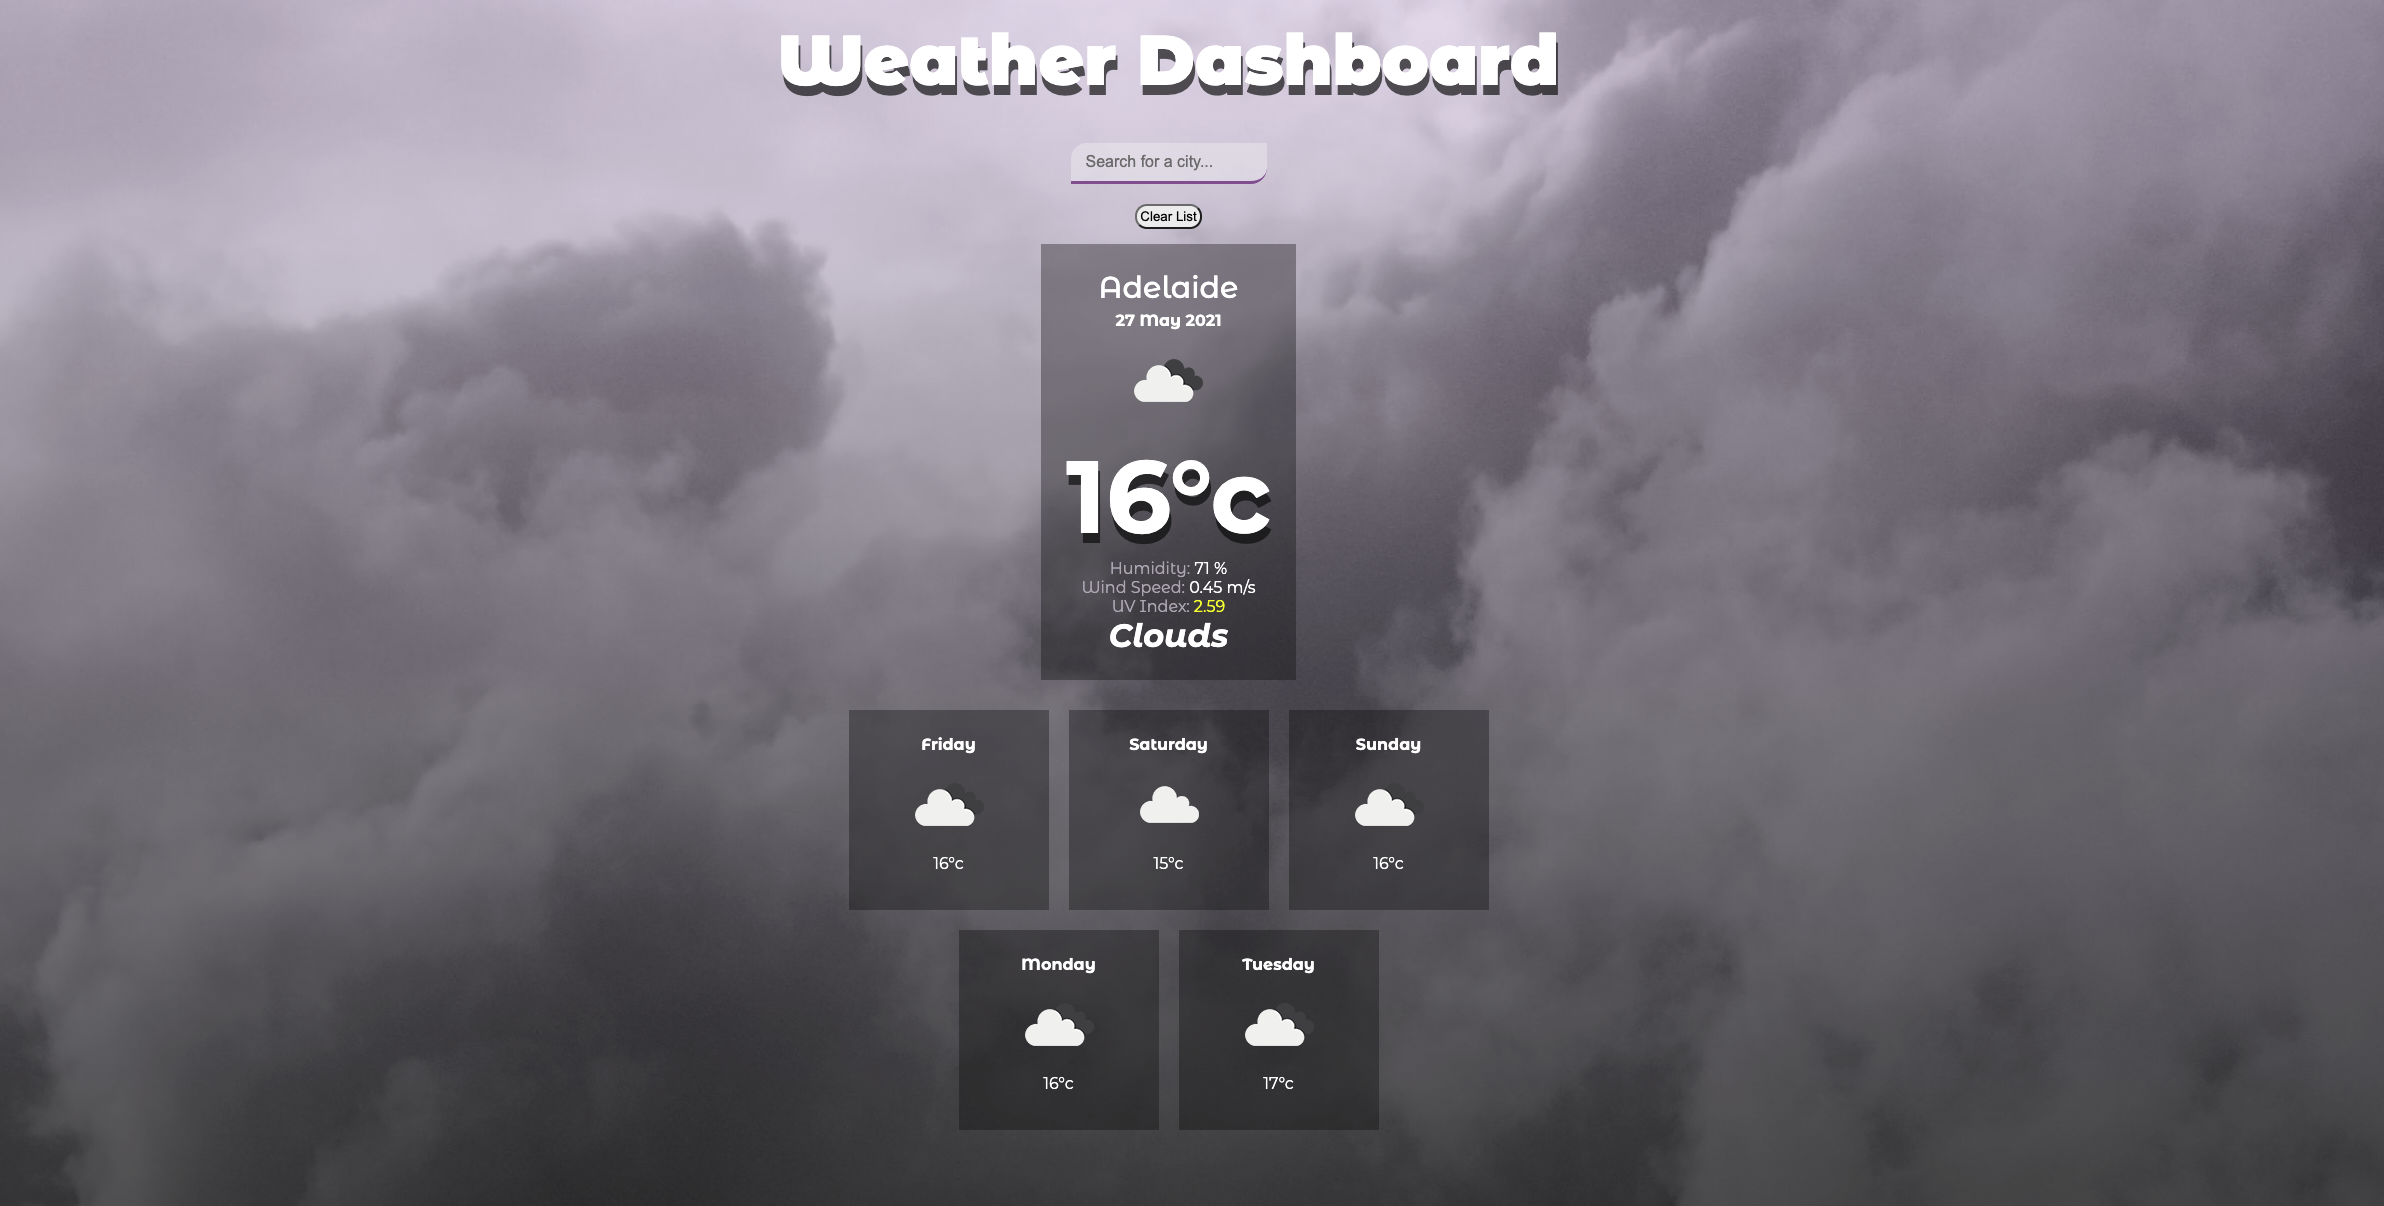 Weather Dashboard
Search for a city...
Clear List
Adelaide
27 May 2021
16°c
Humidity: 71 %
Wind Speed: 0.45 m/s
UV Index: 2.59
Clouds
Friday
16°c
Saturday
15°c
Sunday
16°c
Monday
16°c
Tuesday
17°c